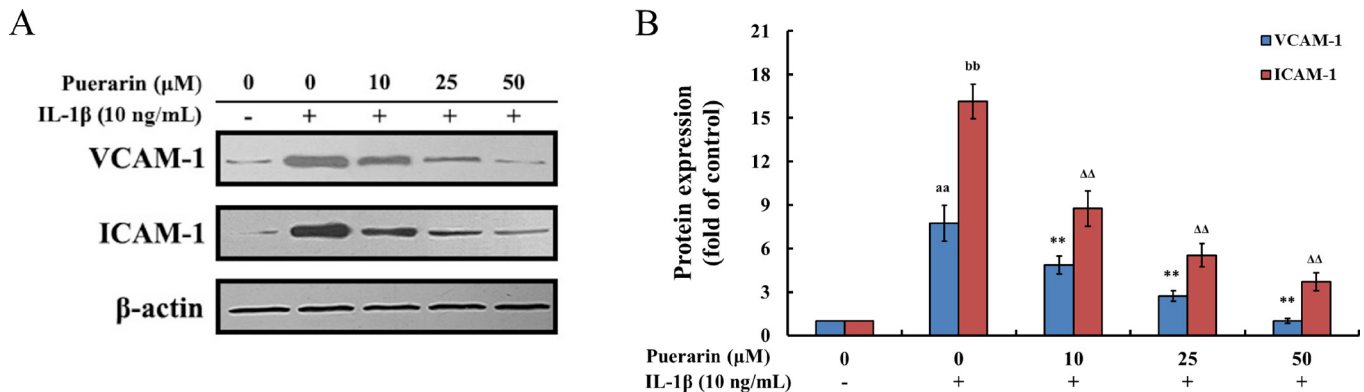 A
Puerarin (μM) 0 0 10 25 50
IL-1β (10 ng/mL) - + + + +
VCAM-1
ICAM-1
β-actin
B
Protein expression
(fold of control)
21
18
15
12
9
6
3
0
VCAM-1
ICAM-1
aa
bb
**
ΔΔ
**
ΔΔ
**
ΔΔ
Puerarin (μM) 0 0 10 25 50
IL-1β (10 ng/mL) - + + + +